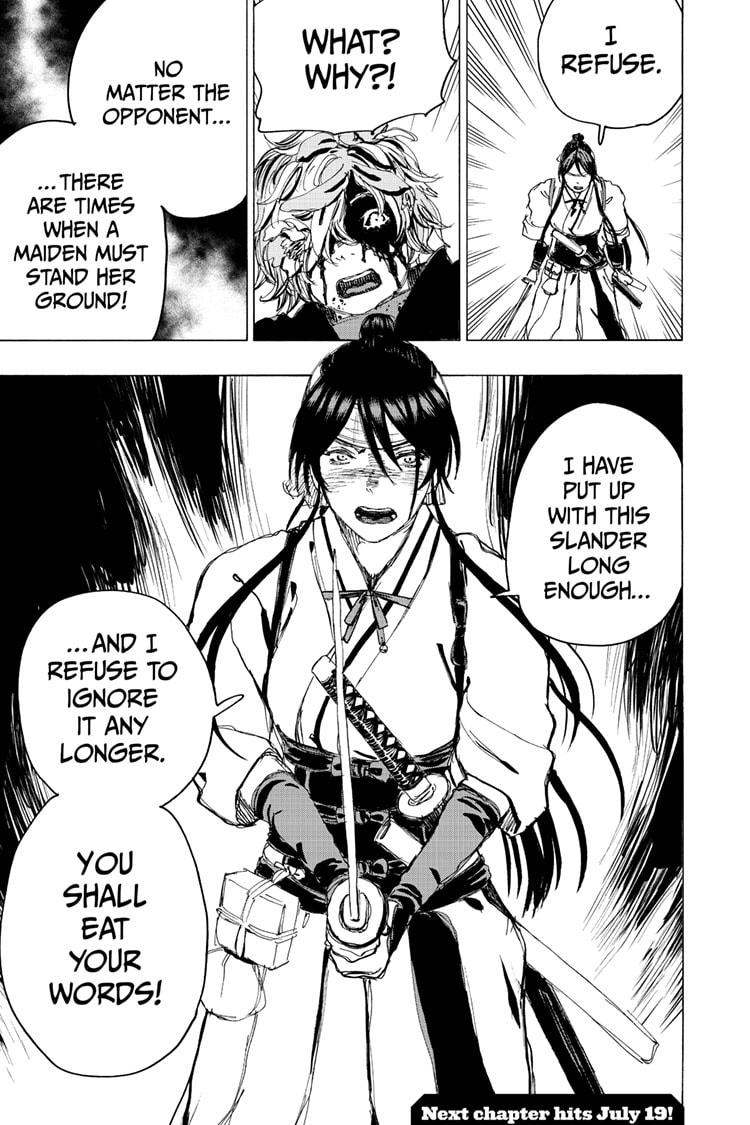 I
REFUSE.
WHAT?
WHY?!
NO
MATTER THE
OPPONENT...
...THERE
ARE TIMES
WHEN A
MAIDEN MUST
STAND HER
GROUND!
I HAVE
PUT UP
WITH THIS
SLANDER
LONG
ENOUGH...
...AND I
REFUSE TO
IGNORE
IT ANY
LONGER.
YOU
SHALL
EAT
YOUR
WORDS!
Next chapter hits July 19!